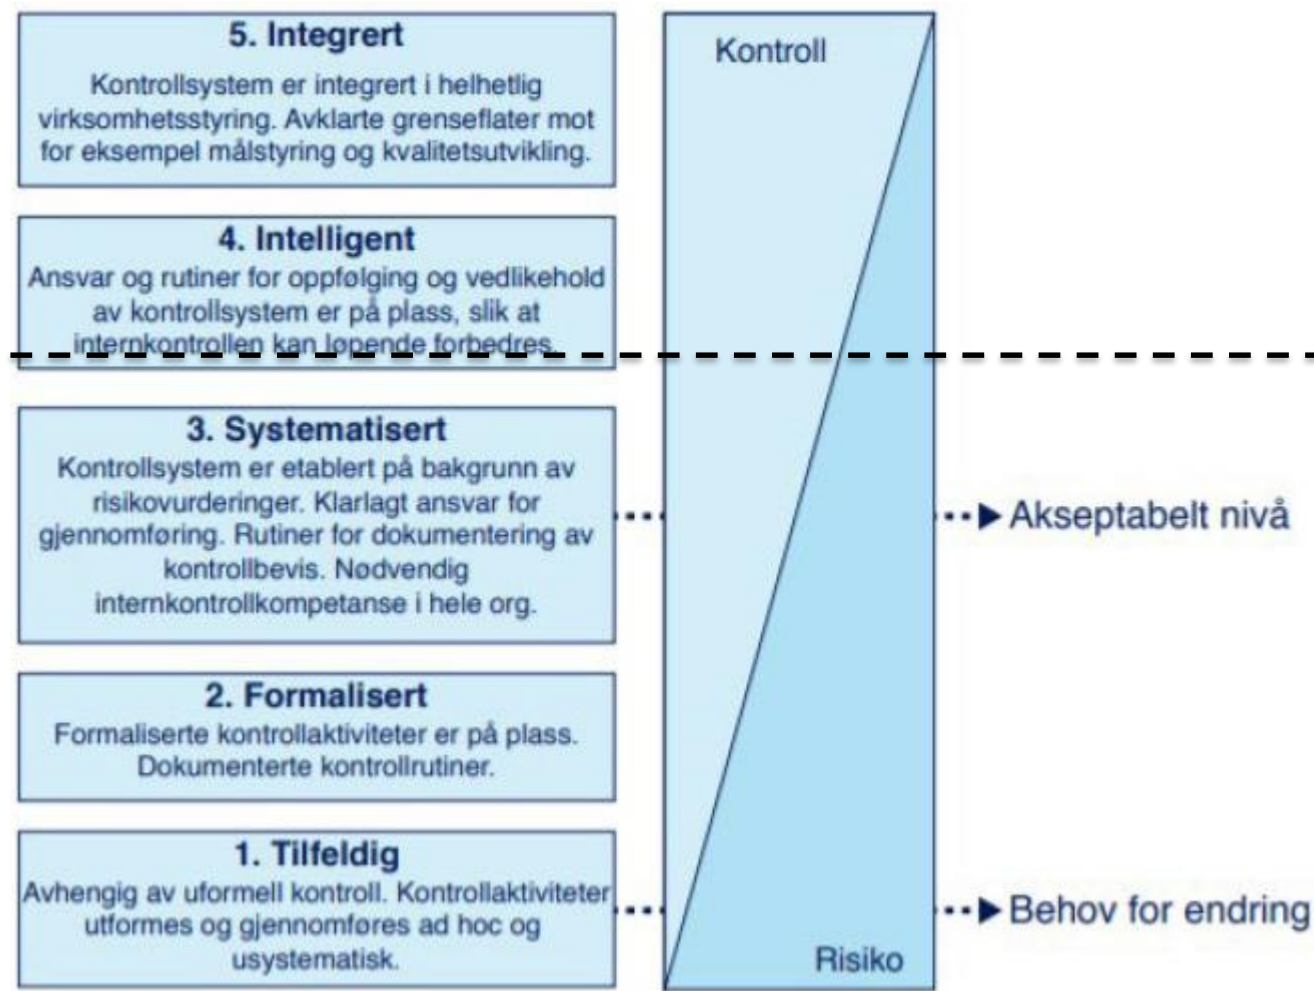 5. Integrert
Kontrollsystem er integrert i helhetlig
virksomhetsstyring. Avklarte grenseflater mot
for eksempel målstyring og kvalitetsutvikling.
4. Intelligent
Ansvar og rutiner for oppfølging og vedlikehold
av kontrollsystem er på plass, slik at
internkontrollen kan løpende forbedres.
3. Systematisert
Kontrollsystem er etablert på bakgrunn av
risikovurderinger. Klarlagt ansvar for
gjennomføring. Rutiner for dokumentering av
kontrollbevis. Nødvendig
internkontrollkompetanse i hele org.
2. Formalisert
Formaliserte kontrollaktiviteter er på plass.
Dokumenterte kontrollrutiner.
1. Tilfeldig
Avhengig av uformell kontroll. Kontrollaktiviteter
utformes og gjennomføres ad hoc og
usystematisk.
Kontroll
Risiko
Akseptabelt nivå
Behov for endring